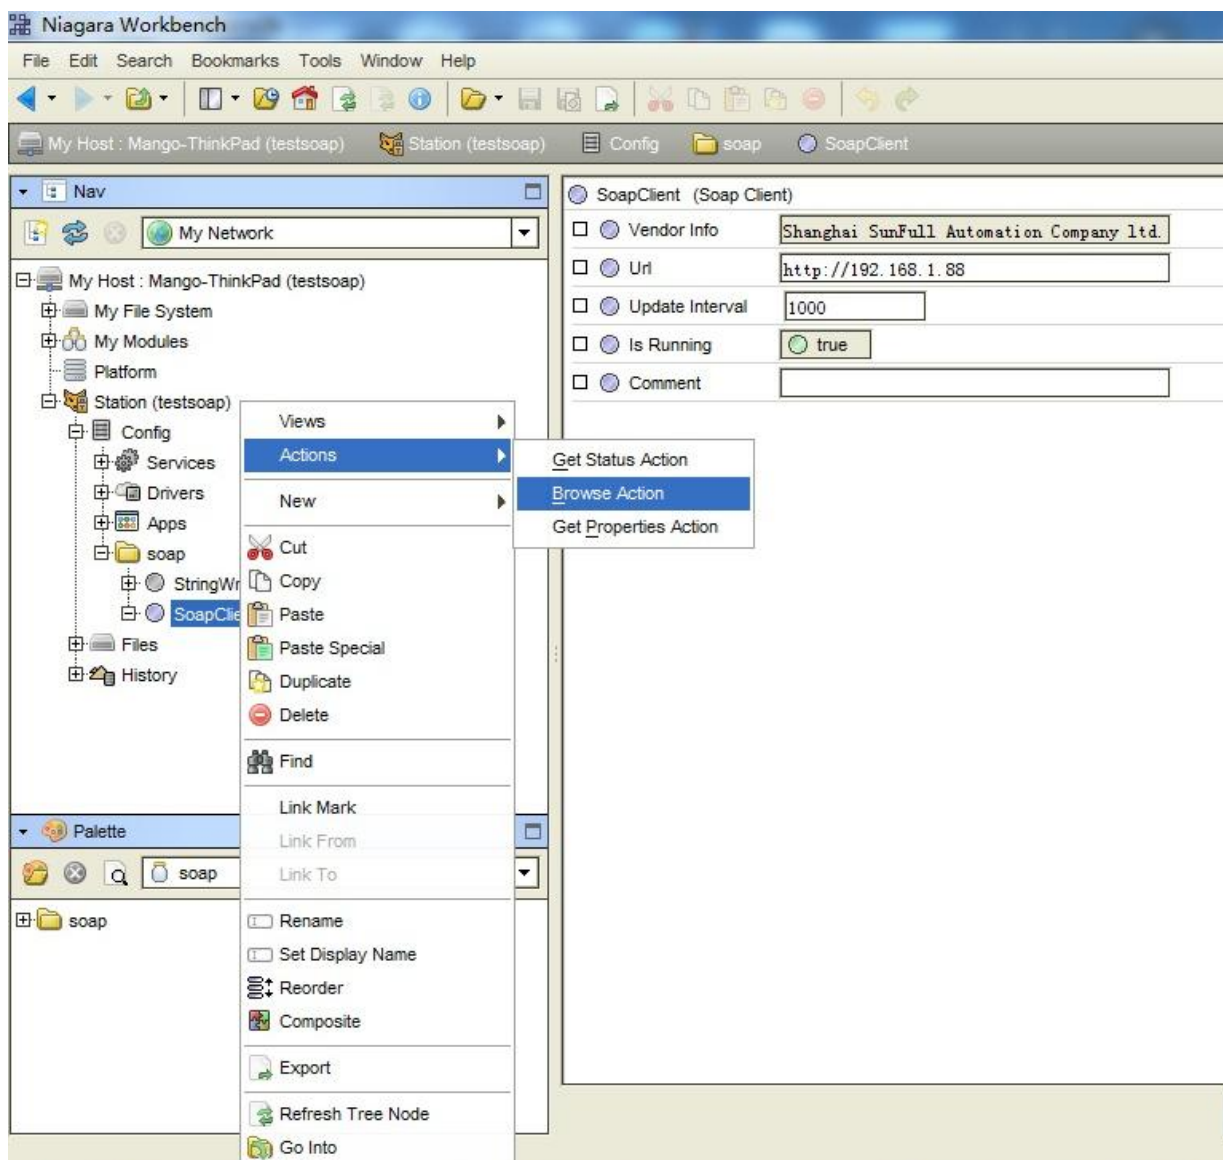 Niagara Workbench
File Edit Search Bookmarks Tools Window Help
My Host : Mango-ThinkPad (testsoap) Station (testsoap) Config soap SoapClient
Nav
My Network
My Host : Mango-ThinkPad (testsoap)
My File System
My Modules
Platform
Station (testsoap)
Config
Services
Drivers
Apps
soap
StringWr
SoapClie
Files
History
Views
Actions
New
Cut
Copy
Paste
Paste Special
Duplicate
Delete
Find
Link Mark
Link From
Link To
Rename
Set Display Name
Reorder
Composite
Export
Refresh Tree Node
Go Into
Get Status Action
Browse Action
Get Properties Action
Palette
soap
soap
SoapClient (Soap Client)
Vendor Info Shanghai SunFull Automation Company ltd.
Url http://192.168.1.88
Update Interval 1000
Is Running true
Comment